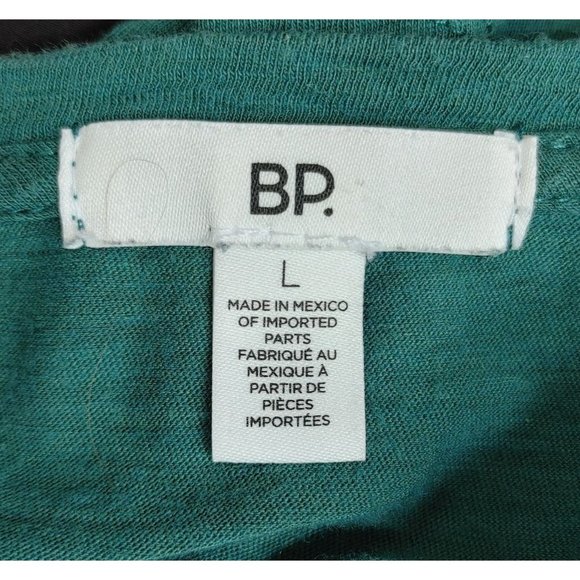 BP.
L
MADE IN MEXICO
OF IMPORTED
PARTS
FABRIQUÉ AU
MEXIQUE À
PARTIR DE
PIÈCES
IMPORTÉES